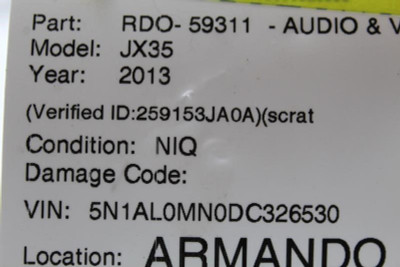 Part: RDO- 59311 - AUDIO & V
Model: JX35
Year: 2013
(Verified ID:259153JA0A)(scrat
Condition: NIQ
Damage Code:
VIN: 5N1AL0MN0DC326530
Location: ARMANDO